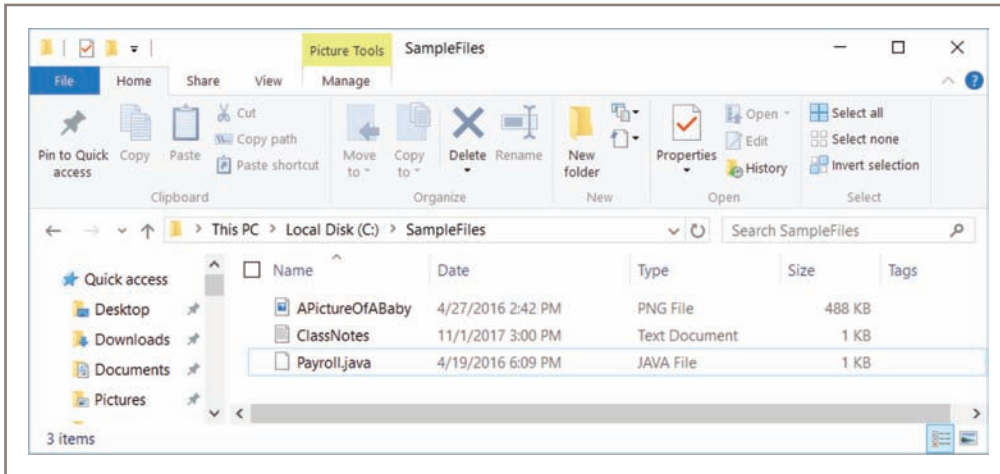 Picture Tools SampleFiles
File Home Share View Manage
Pin to Quick access
Copy
Paste
Cut
Copy path
Paste shortcut
Move to
Copy to
Delete
Rename
New folder
Properties
Open
Edit
History
Select all
Select none
Invert selection
Clipboard Organize New Open Select
This PC > Local Disk (C:) > SampleFiles
Search SampleFiles
Quick access
Desktop
Downloads
Documents
Pictures
Name Date Type Size Tags
APictureOfABaby 4/27/2016 2:42 PM PNG File 488 KB
ClassNotes 11/1/2017 3:00 PM Text Document 1 KB
Payroll.java 4/19/2016 6:09 PM JAVA File 1 KB
3 items